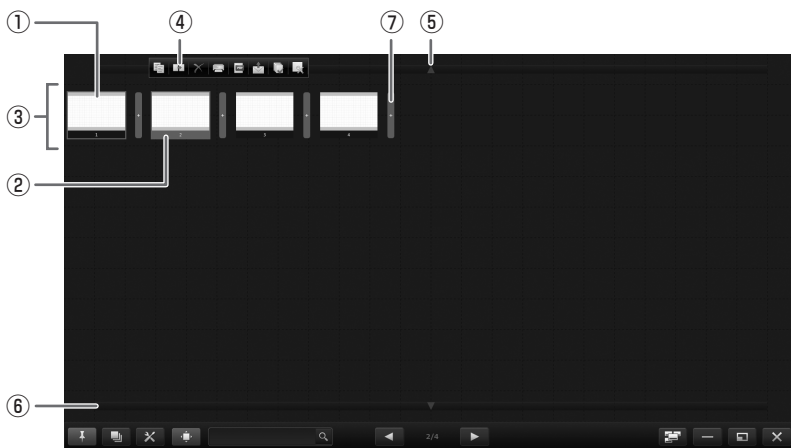 ① ④ ⑦ ⑤
③
1 2 3 4
②
⑥
2/4